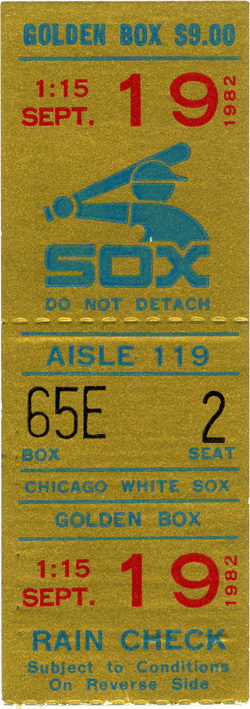 GOLDEN BOX $9.00
1:15
SEPT. 19 1982
SOX
DO NOT DETACH
AISLE 119
65E 2
BOX SEAT
CHICAGO WHITE SOX
GOLDEN BOX
1:15
SEPT. 19 1982
RAIN CHECK
Subject to Conditions
On Reverse Side